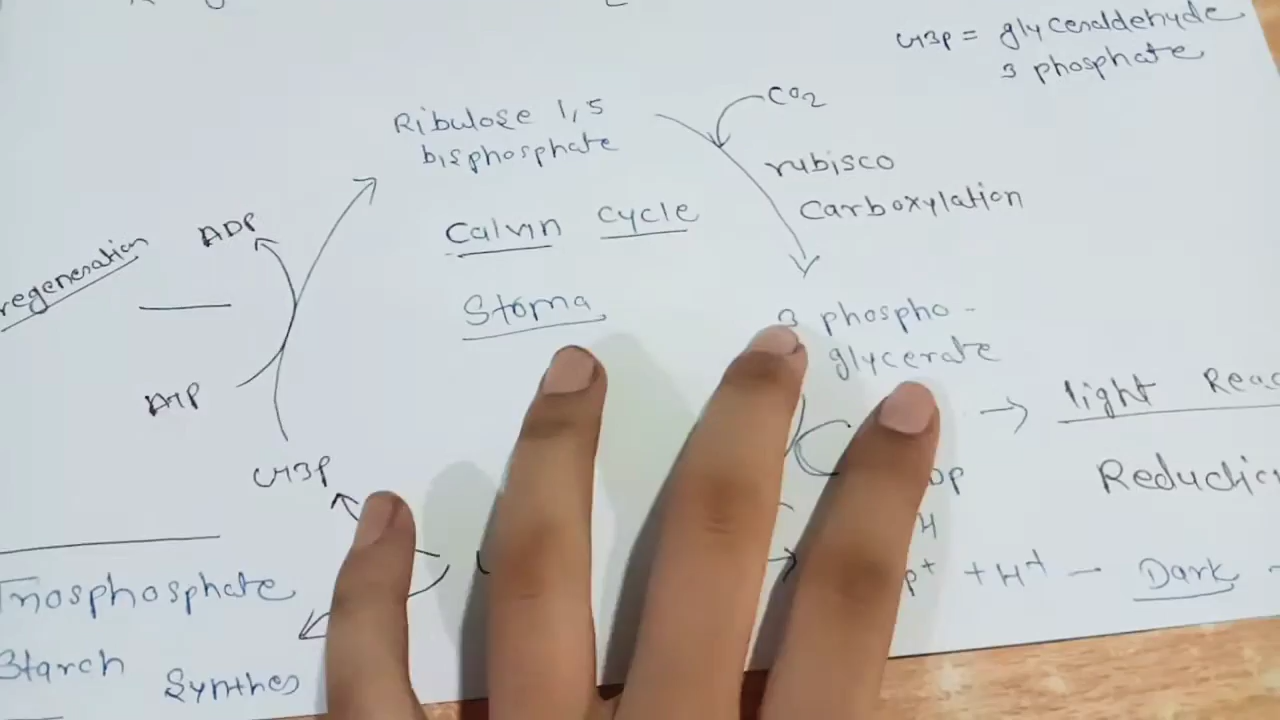 G3p = glyceraldehyde
3 phosphate
CO2
Ribulose 1,5
bisphosphate
rubisco
Carboxylation
Calvin Cycle
ADP
regeneration
Stoma
3 phospho-
glycerate
ATP
light Reac
G3p
Reductio
H
p+ + H+ - Dark -
Triosphosphate
Starch Synthes